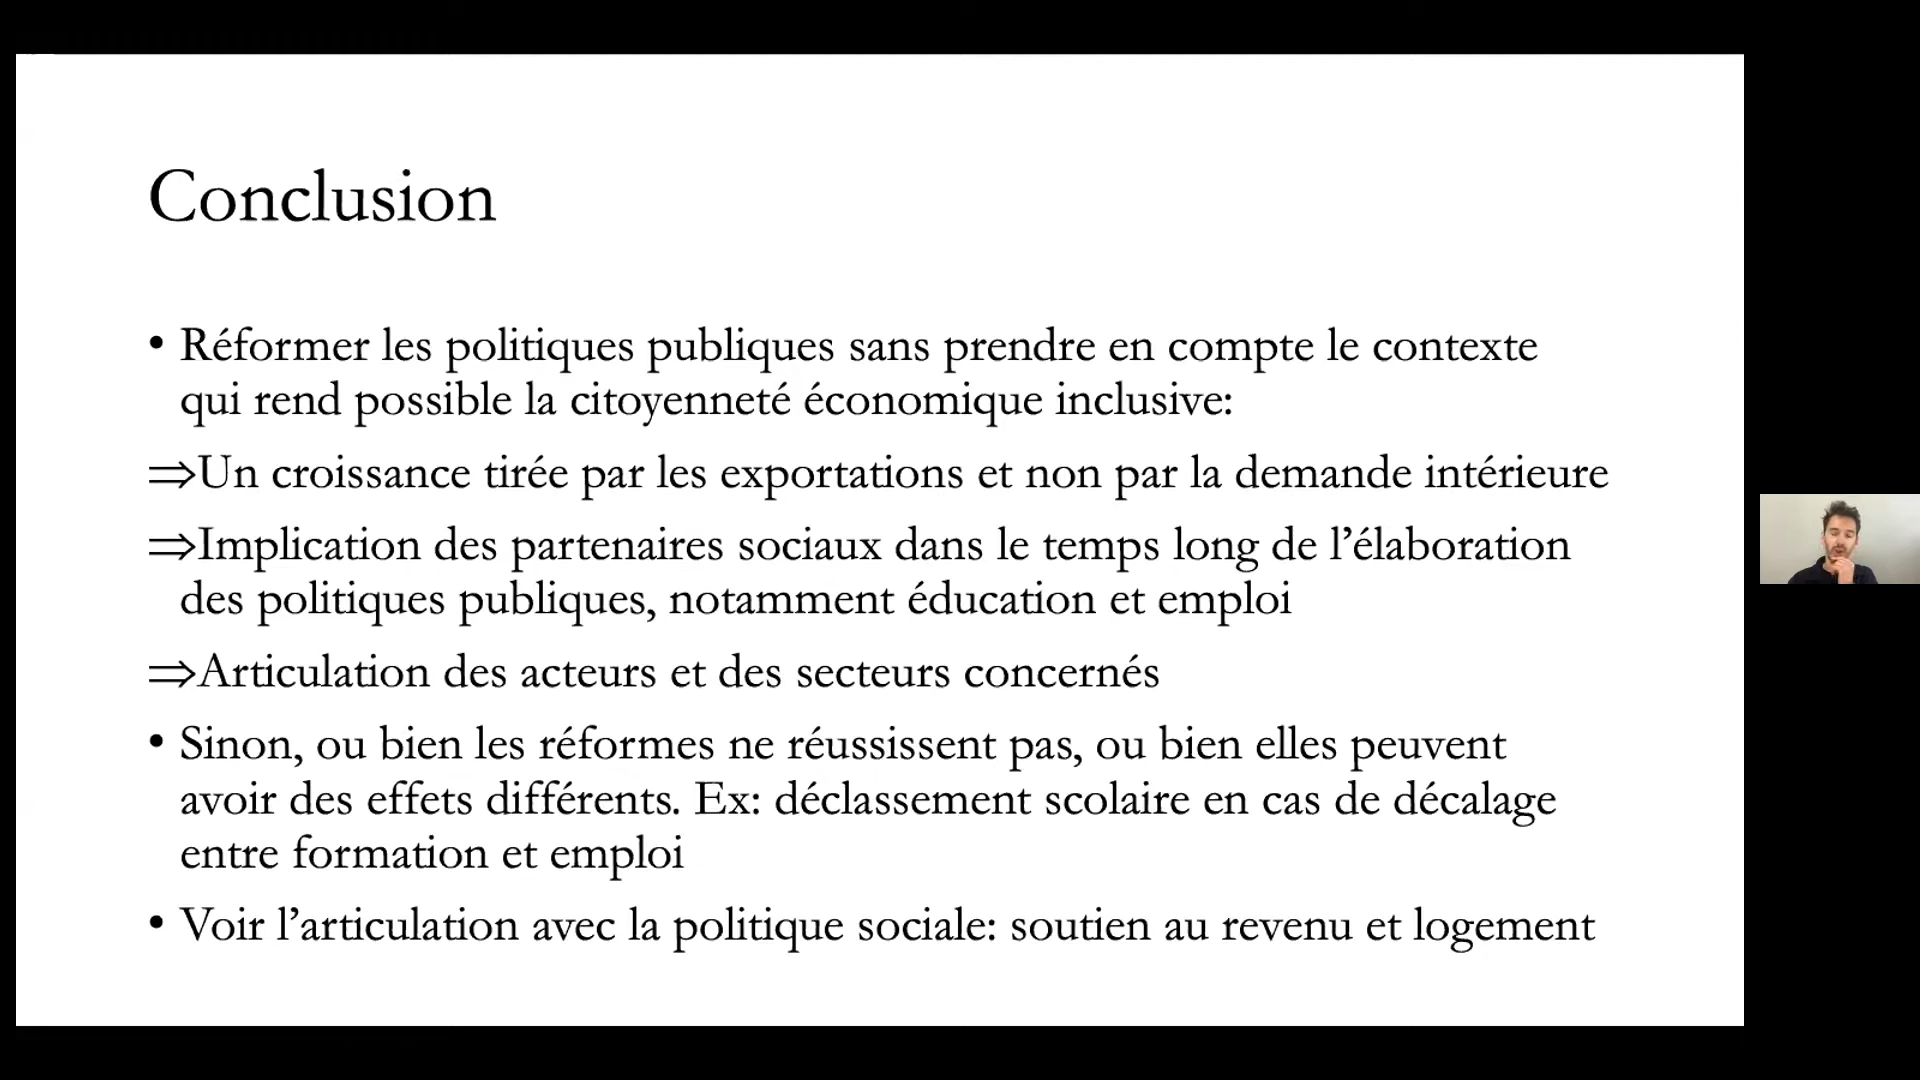 Conclusion
• Réformer les politiques publiques sans prendre en compte le contexte
qui rend possible la citoyenneté économique inclusive:
⇒Un croissance tirée par les exportations et non par la demande intérieure
⇒Implication des partenaires sociaux dans le temps long de l’élaboration
des politiques publiques, notamment éducation et emploi
⇒Articulation des acteurs et des secteurs concernés
• Sinon, ou bien les réformes ne réussissent pas, ou bien elles peuvent
avoir des effets différents. Ex: déclassement scolaire en cas de décalage
entre formation et emploi
• Voir l’articulation avec la politique sociale: soutien au revenu et logement